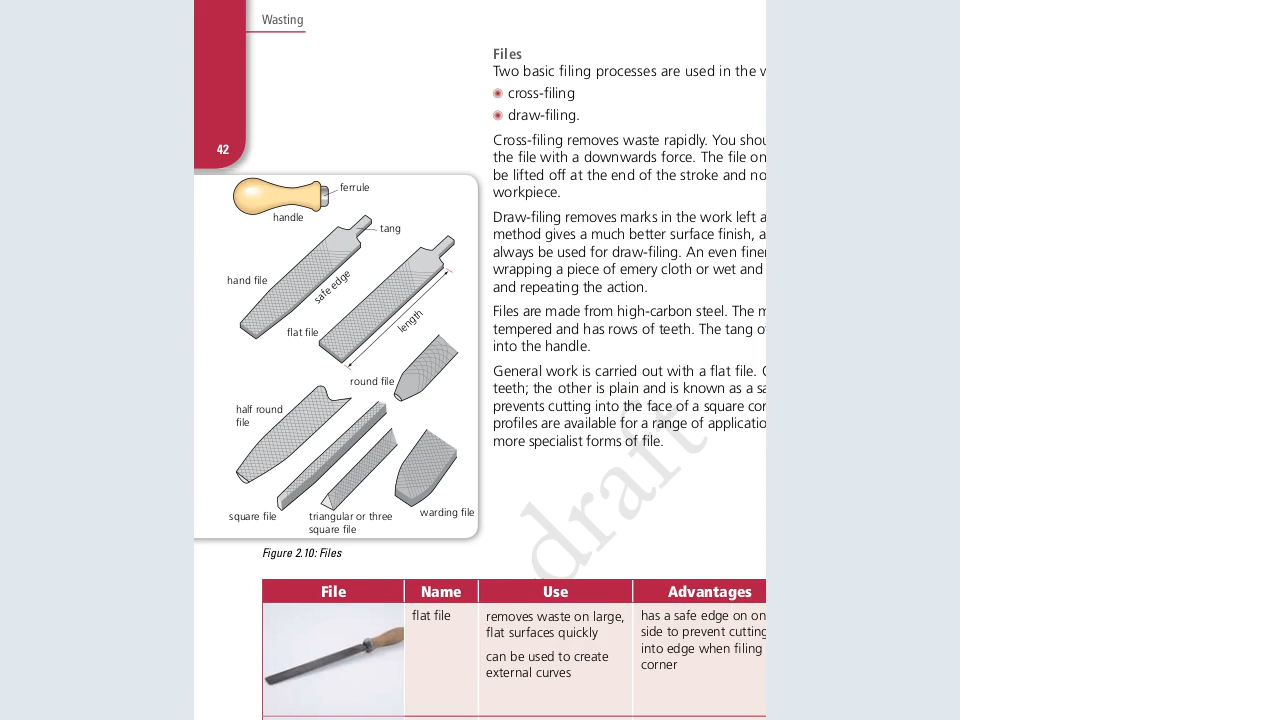 Wasting
42
Files
Two basic filing processes are used in the
cross-filing
draw-filing.
Cross-filing removes waste rapidly. You
the file with a downwards force. The file
be lifted off at the end of the stroke and
workpiece.
Draw-filing removes marks in the work left
method gives a much better surface finish,
always be used for draw-filing. An even
wrapping a piece of emery cloth or wet and
and repeating the action.
Files are made from high-carbon steel. The
tempered and has rows of teeth. The tang
into the handle.
General work is carried out with a flat file.
teeth; the other is plain and is known as a
prevents cutting into the face of a square
profiles are available for a range of
more specialist forms of file.
ferrule
handle
tang
hand file
safe edge
flat file
length
round file
half round
file
square file
triangular or three
square file
warding file
Figure 2.10: Files
draft
File Name Use Advantages
flat file
removes waste on large,
flat surfaces quickly
can be used to create
external curves
has a safe edge on
side to prevent cutting
into edge when filing
corner